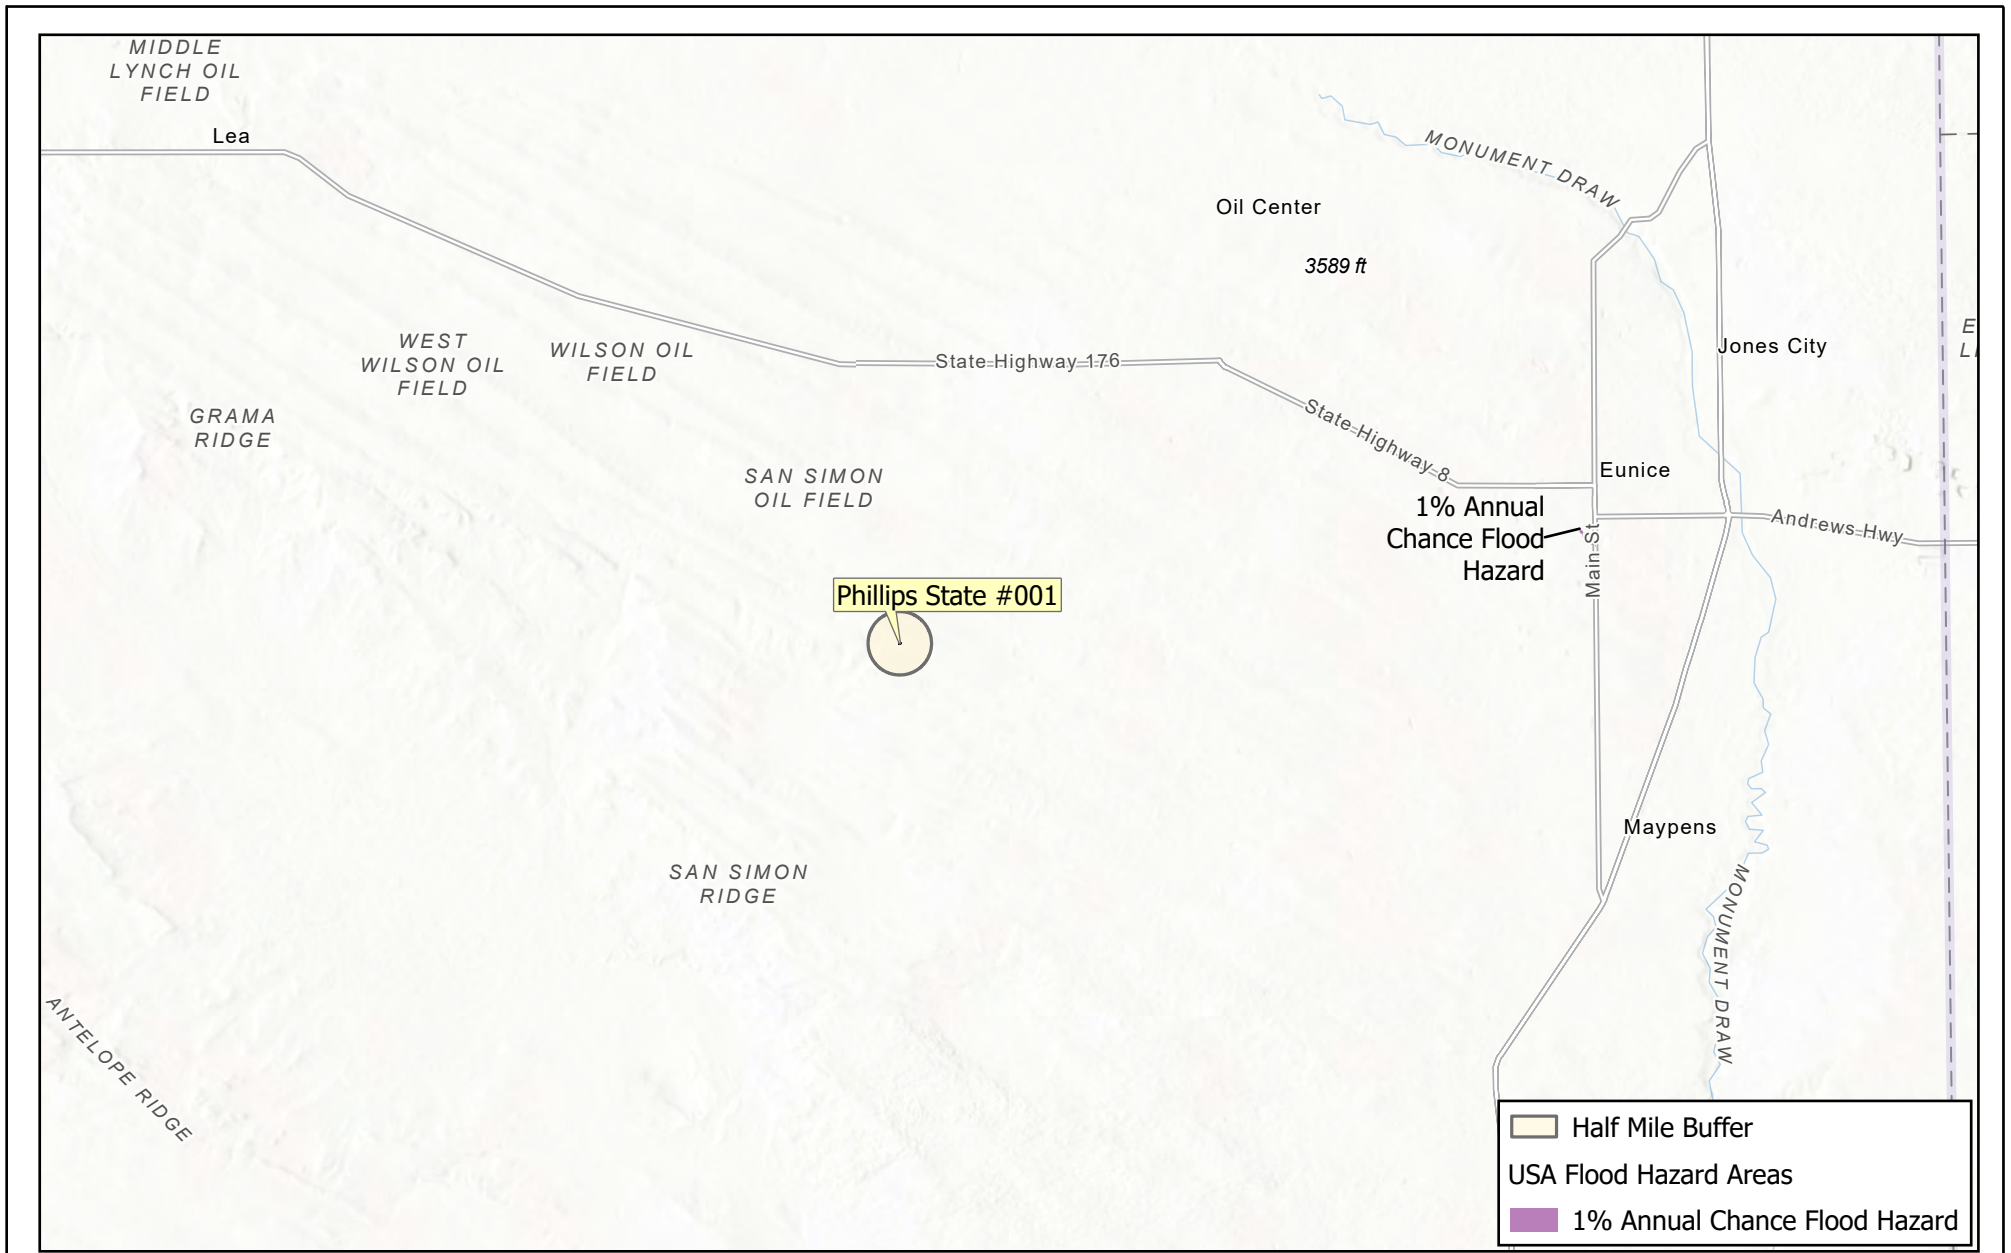 MIDDLE
LYNCH OIL
FIELD
Lea
MONUMENT DRAW
Oil Center
3589 ft
WEST
WILSON OIL
FIELD
WILSON OIL
FIELD
State Highway 176
Jones City
E
GRAMA
RIDGE
State Highway 8
SAN SIMON
OIL FIELD
Eunice
1% Annual
Chance Flood
Hazard
Main St
Andrews Hwy
Phillips State #001
Maypens
SAN SIMON
RIDGE
MONUMENT DRAW
ANTELOPE RIDGE
Half Mile Buffer
USA Flood Hazard Areas
1% Annual Chance Flood Hazard